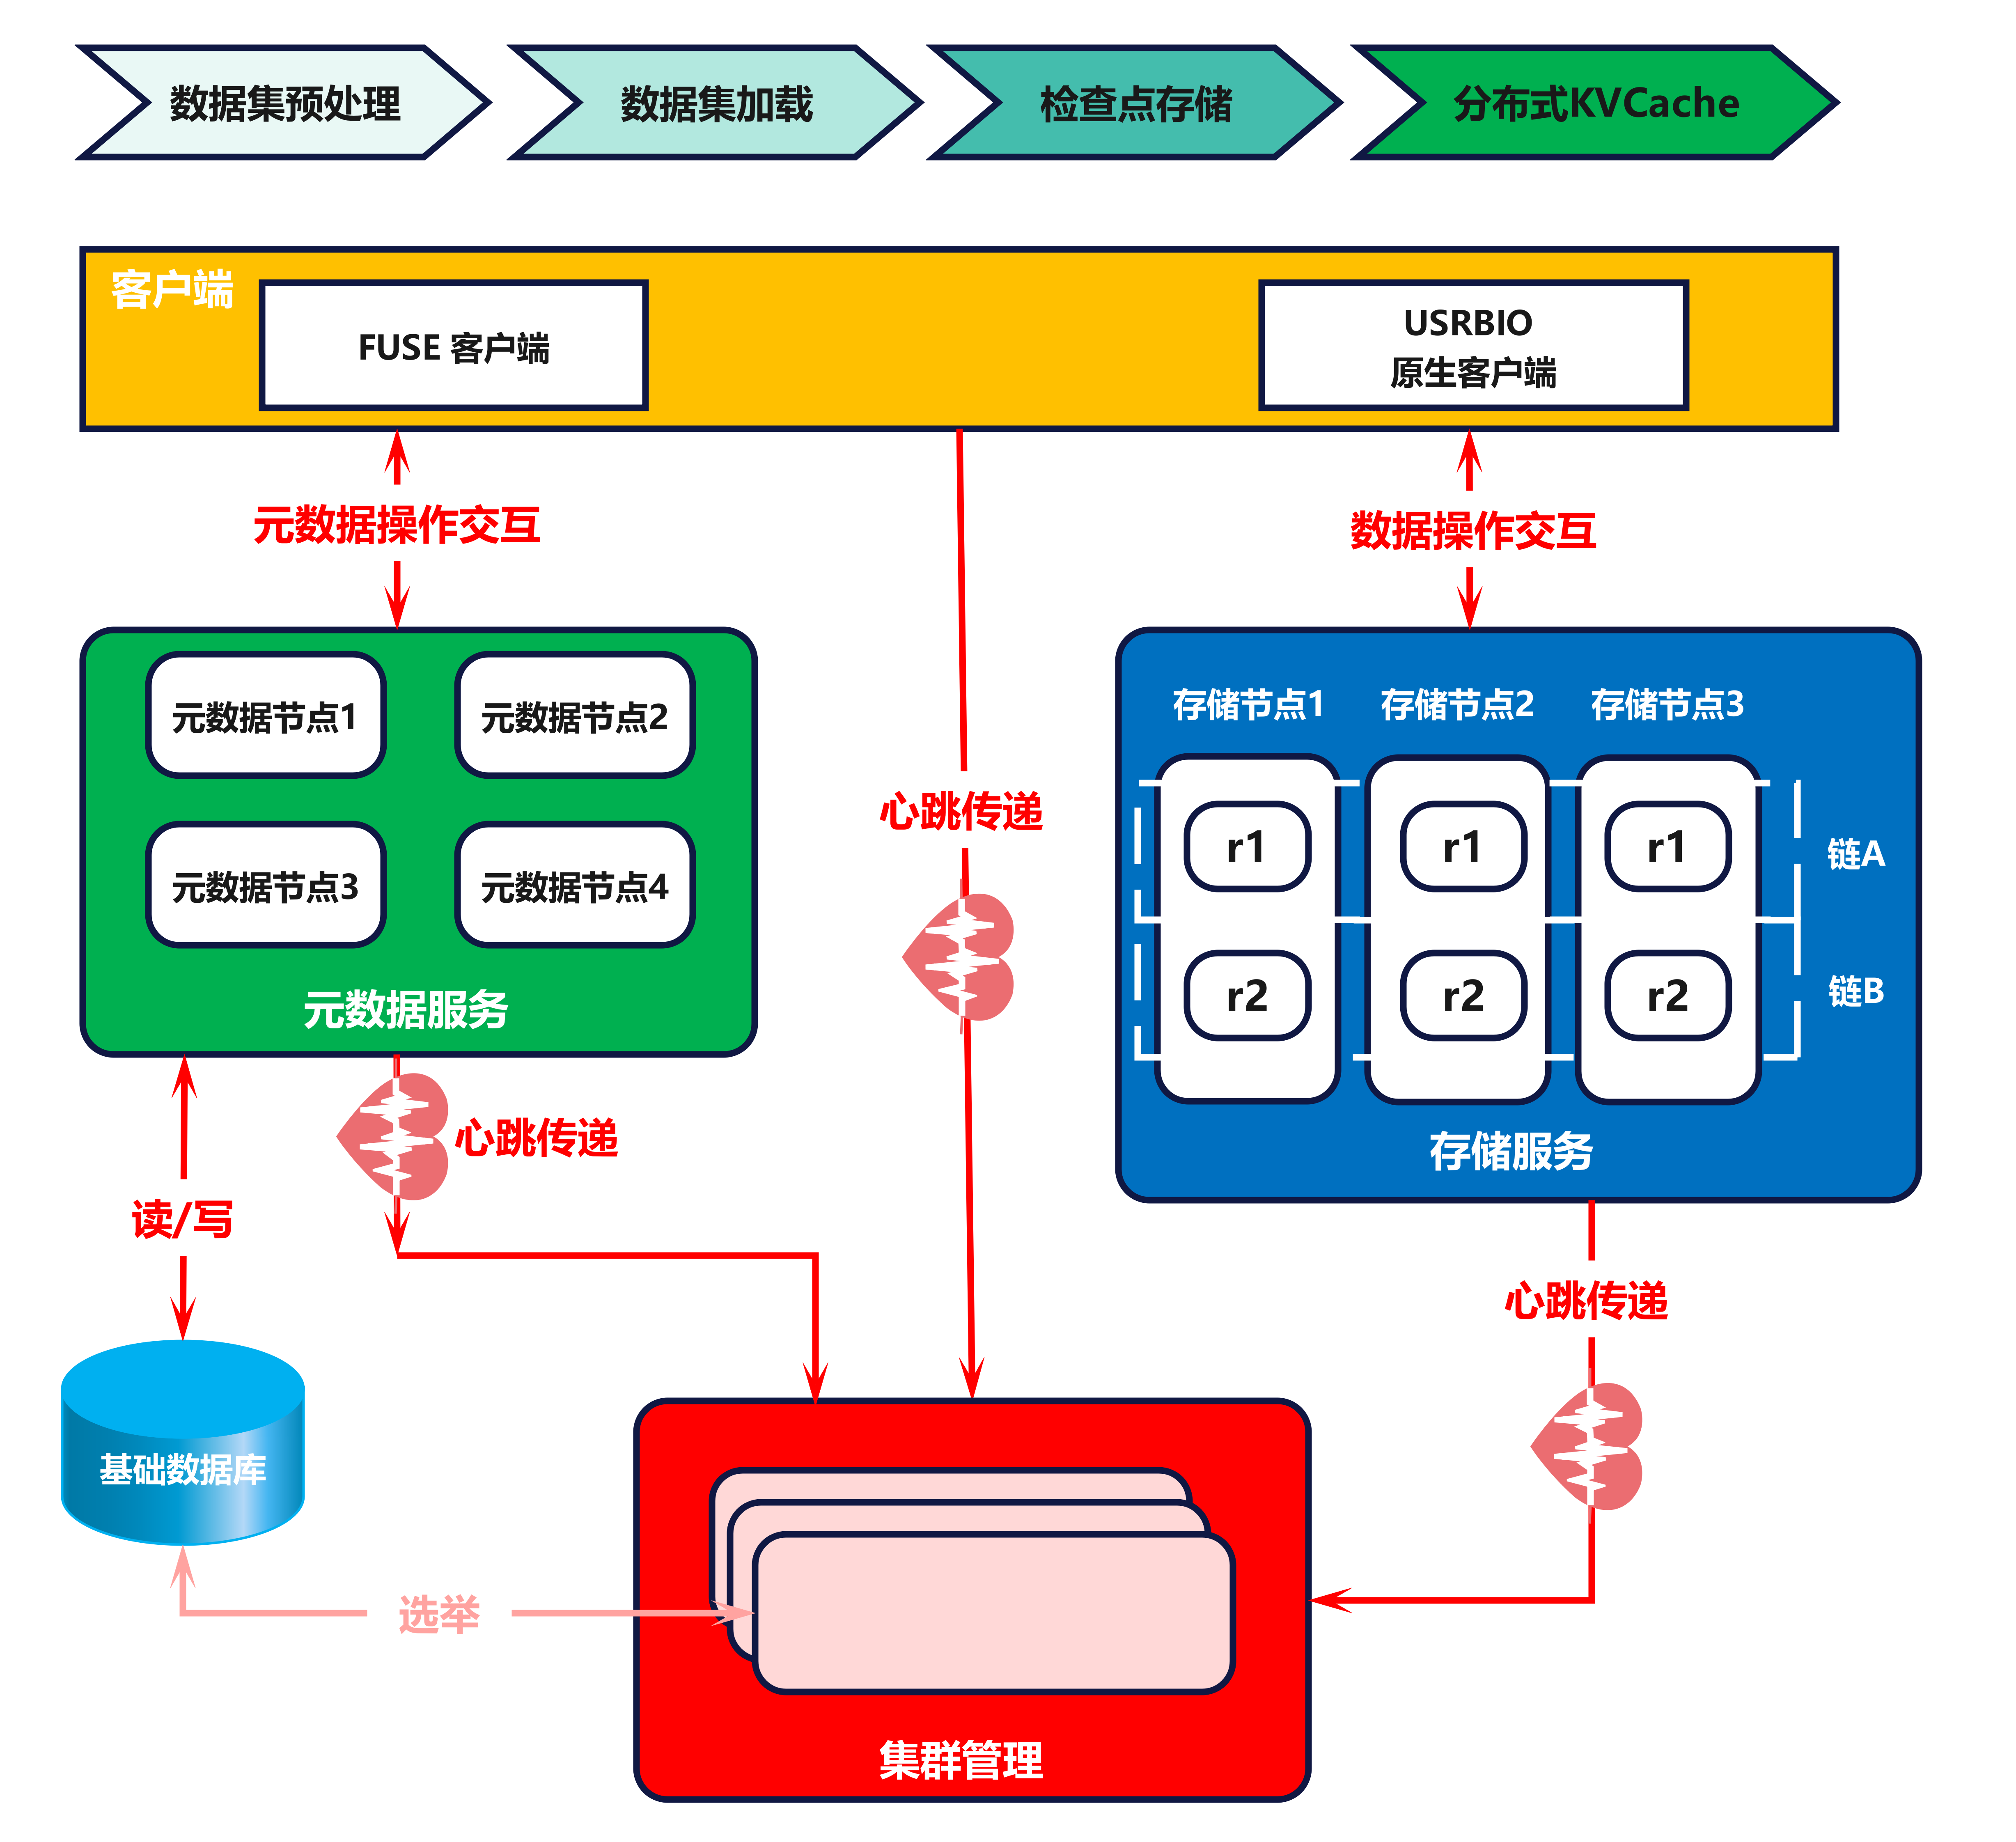 数据集预处理
数据集加载
检查点存储
分布式KVCache
客户端
FUSE 客户端
USRBIO
原生客户端
元数据操作交互
数据操作交互
元数据节点1
元数据节点2
元数据节点3
元数据节点4
元数据服务
心跳传递
存储节点1
存储节点2
存储节点3
r1
r1
r1
链A
r2
r2
r2
链B
存储服务
心跳传递
读/写
心跳传递
基础数据库
选举
集群管理